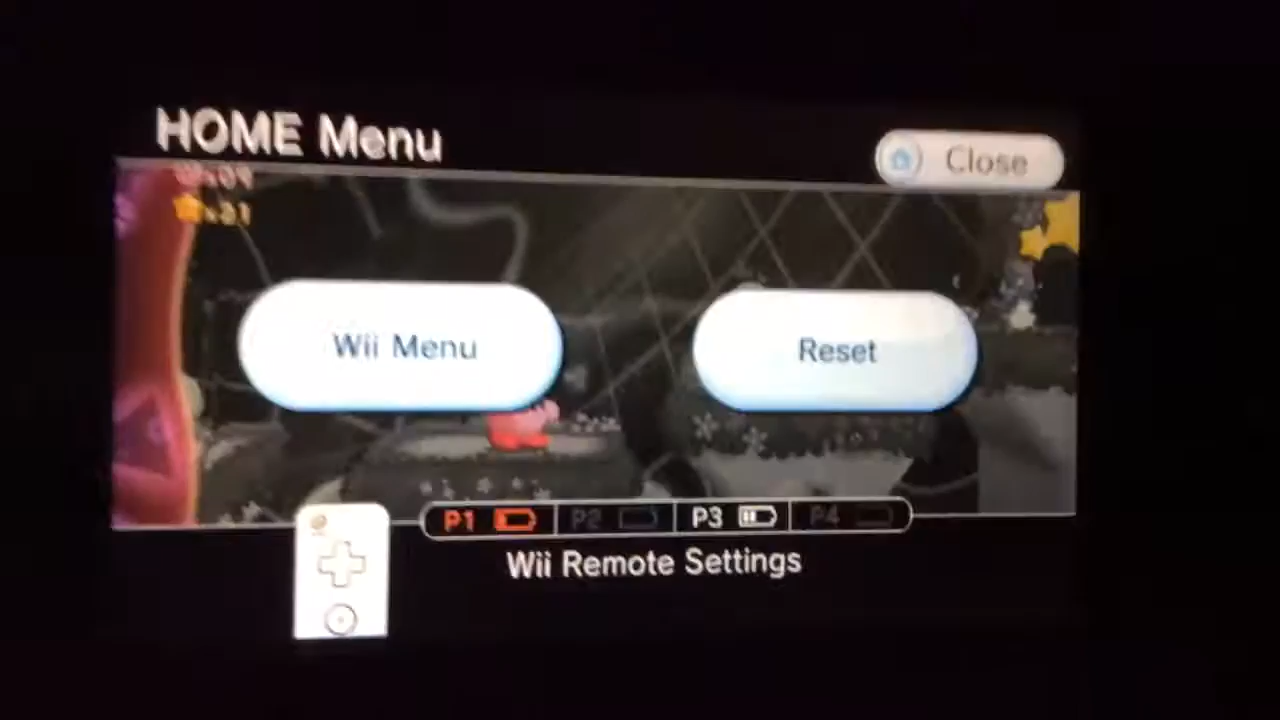 HOME Menu
Close
Wii Menu
Reset
P1 P2 P3 P4
Wii Remote Settings